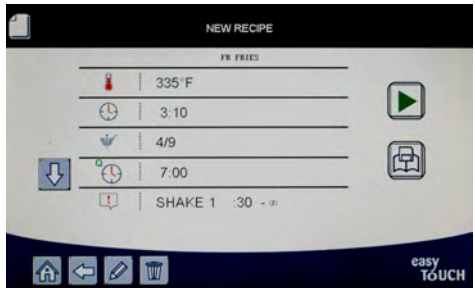 NEW RECIPE
FR FRIES
335°F
3:10
4/9
Q 7:00
SHAKE 1 :30 - ∞
easy
TOUCH